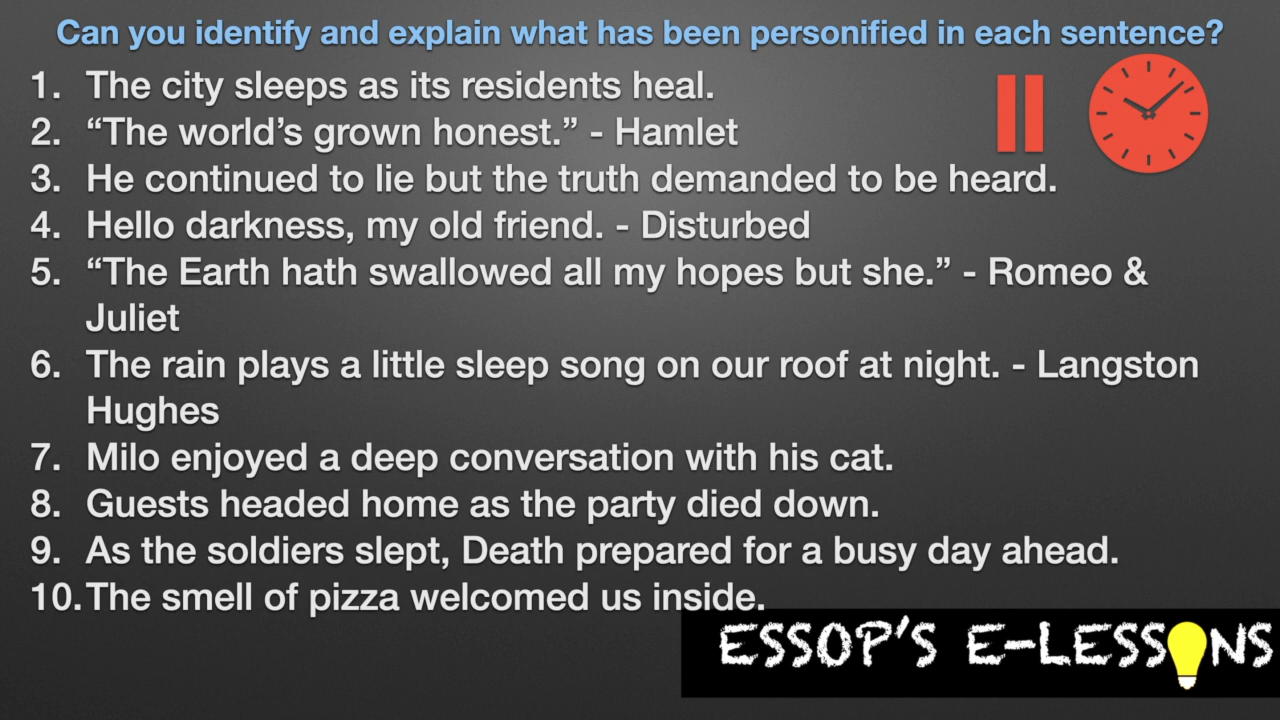 Can you identify and explain what has been personified in each sentence?
1. The city sleeps as its residents heal.
2. “The world’s grown honest.” - Hamlet
3. He continued to lie but the truth demanded to be heard.
4. Hello darkness, my old friend. - Disturbed
5. “The Earth hath swallowed all my hopes but she.” - Romeo &
Juliet
6. The rain plays a little sleep song on our roof at night. - Langston
Hughes
7. Milo enjoyed a deep conversation with his cat.
8. Guests headed home as the party died down.
9. As the soldiers slept, Death prepared for a busy day ahead.
10. The smell of pizza welcomed us inside.
ESSOP’S E-LESSONS